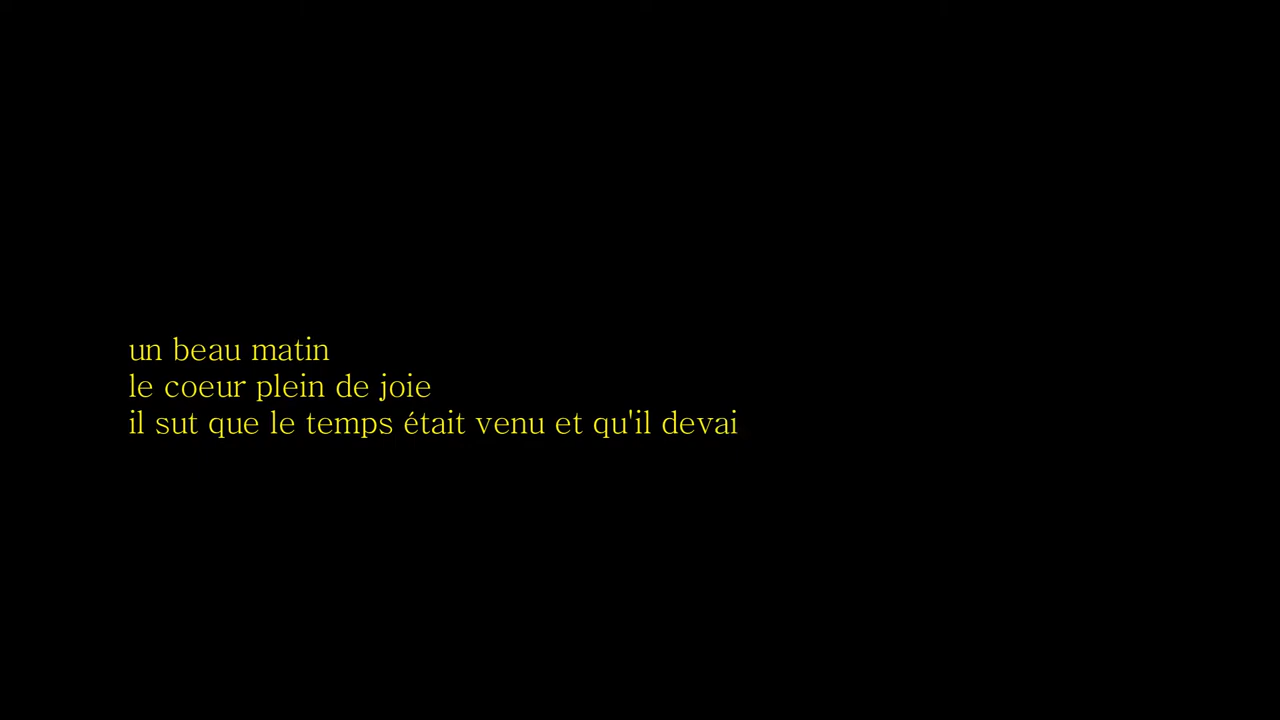 un beau matin
le coeur plein de joie
il sut que le temps était venu et qu'il devai